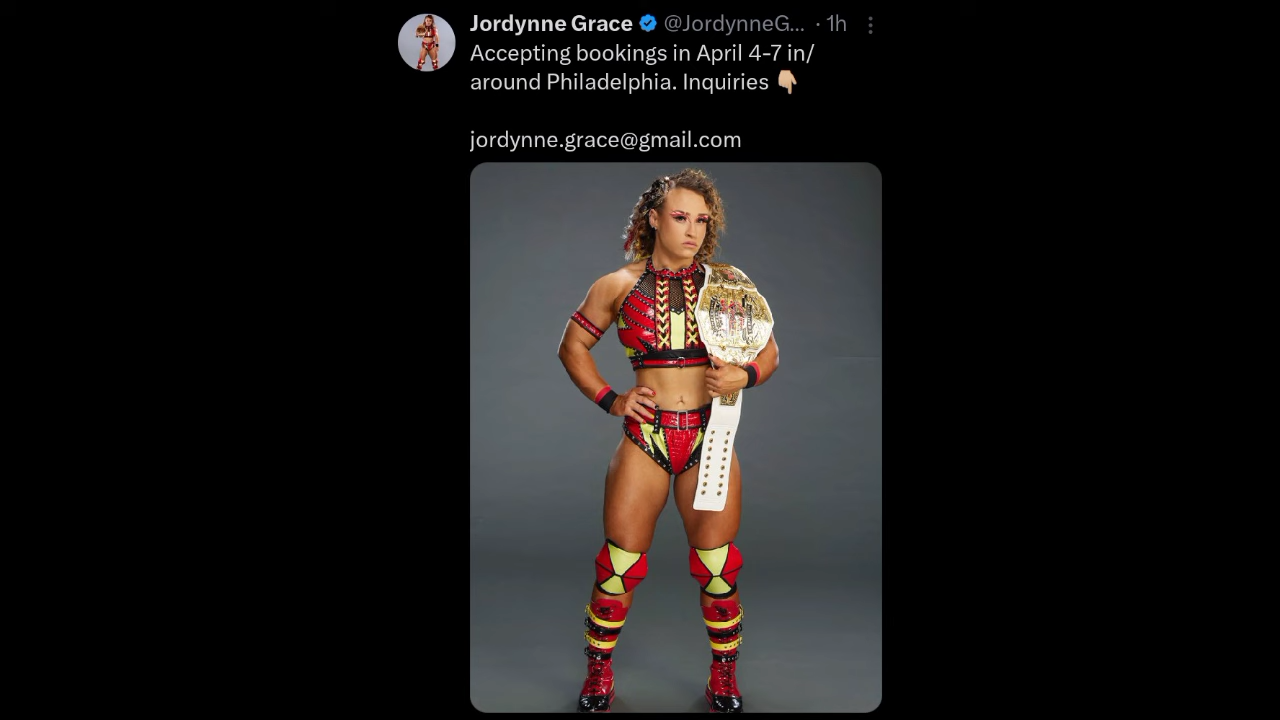 Jordynne Grace @JordynneG... · 1h
Accepting bookings in April 4-7 in/
around Philadelphia. Inquiries 👇🏼
jordynne.grace@gmail.com